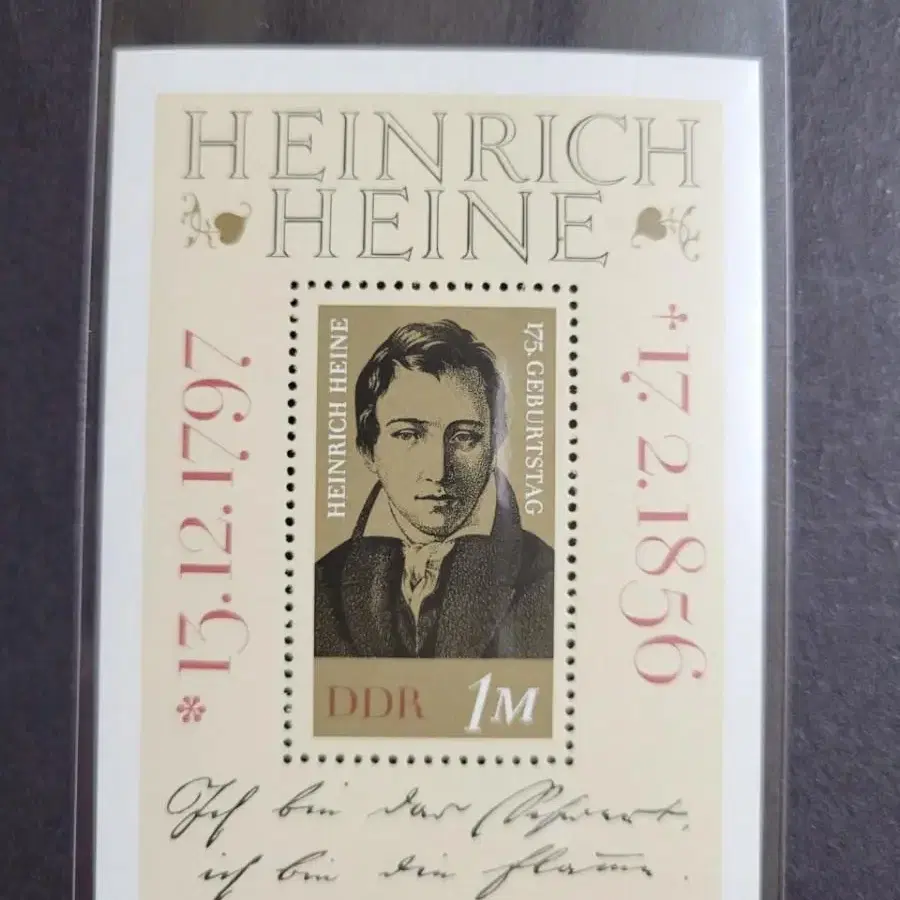 HEINRICH
HEINE
* 13.12.1797
HEINRICH HEINE
175. GEBURTSTAG
† 17.2.1856
DDR 1M
Ich bin das Schwert,
ich bin die Flamme.